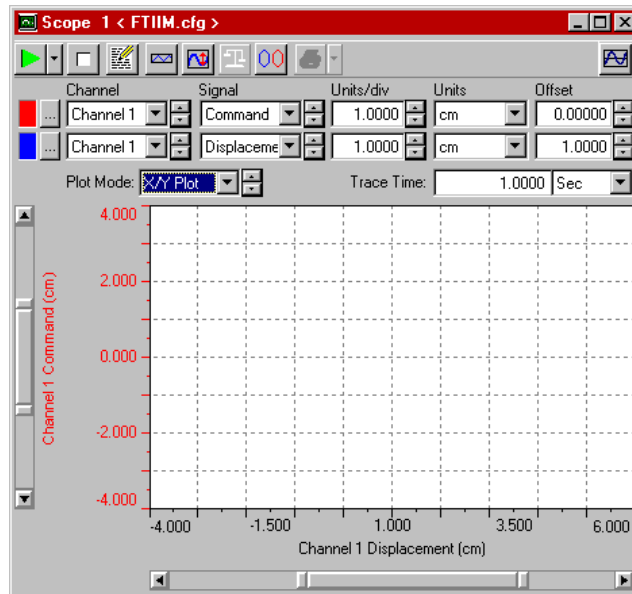 Scope 1 < FTIIM.cfg >
Channel Signal Units/div Units Offset
... Channel 1 Command 1.0000 cm 0.00000
... Channel 1 Displaceme 1.0000 cm 1.0000
Plot Mode: X/Y Plot Trace Time: 1.0000 Sec
4.000
2.000
0.000
-2.000
-4.000
Channel 1 Command (cm)
-4.000 -1.500 1.000 3.500 6.000
Channel 1 Displacement (cm)